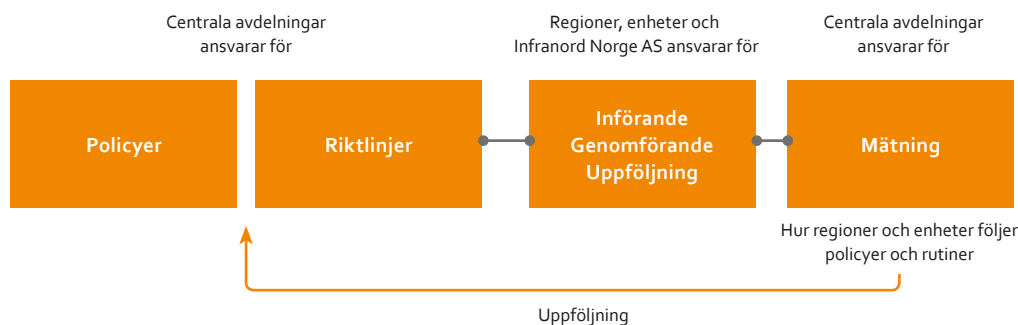 Centrala avdelningar
ansvarar för
Regioner, enheter och
Infranord Norge AS ansvarar för
Centrala avdelningar
ansvarar för
Policyer
Riktlinjer
Införande
Genomförande
Uppföljning
Mätning
Hur regioner och enheter följer
policyer och rutiner
Uppföljning